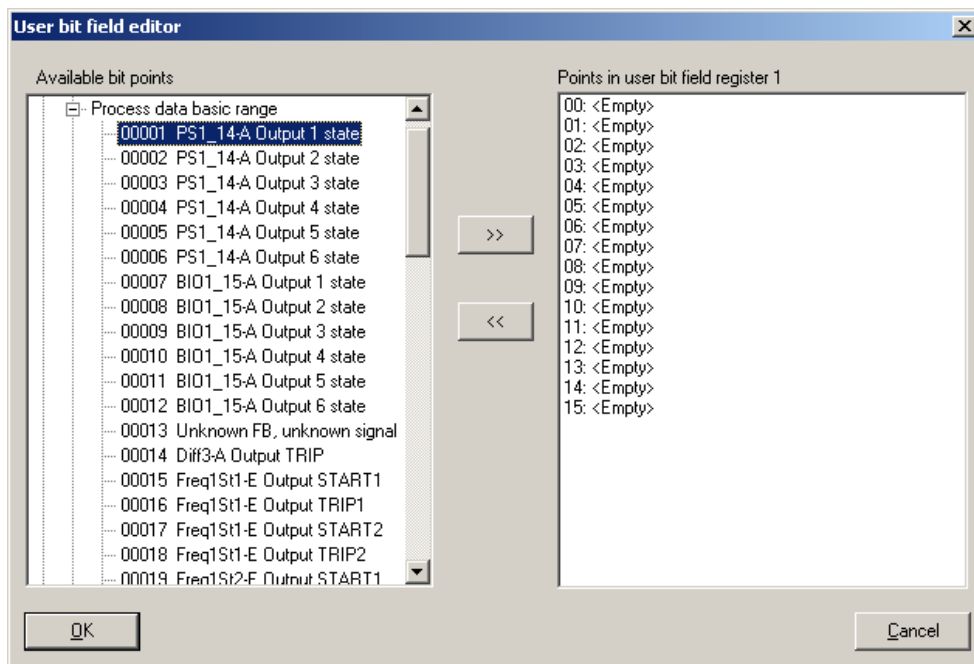 User bit field editor
Available bit points
Process data basic range
00001 PS1_14-A Output 1 state
00002 PS1_14-A Output 2 state
00003 PS1_14-A Output 3 state
00004 PS1_14-A Output 4 state
00005 PS1_14-A Output 5 state
00006 PS1_14-A Output 6 state
00007 BIO1_15-A Output 1 state
00008 BIO1_15-A Output 2 state
00009 BIO1_15-A Output 3 state
00010 BIO1_15-A Output 4 state
00011 BIO1_15-A Output 5 state
00012 BIO1_15-A Output 6 state
00013 Unknown FB, unknown signal
00014 Diff3-A Output TRIP
00015 Freq1St1-E Output START1
00016 Freq1St1-E Output TRIP1
00017 Freq1St1-E Output START2
00018 Freq1St1-E Output TRIP2
00019 Freq1St2-E Output START1
>>
<<
Points in user bit field register 1
00: <Empty>
01: <Empty>
02: <Empty>
03: <Empty>
04: <Empty>
05: <Empty>
06: <Empty>
07: <Empty>
08: <Empty>
09: <Empty>
10: <Empty>
11: <Empty>
12: <Empty>
13: <Empty>
14: <Empty>
15: <Empty>
OK
Cancel